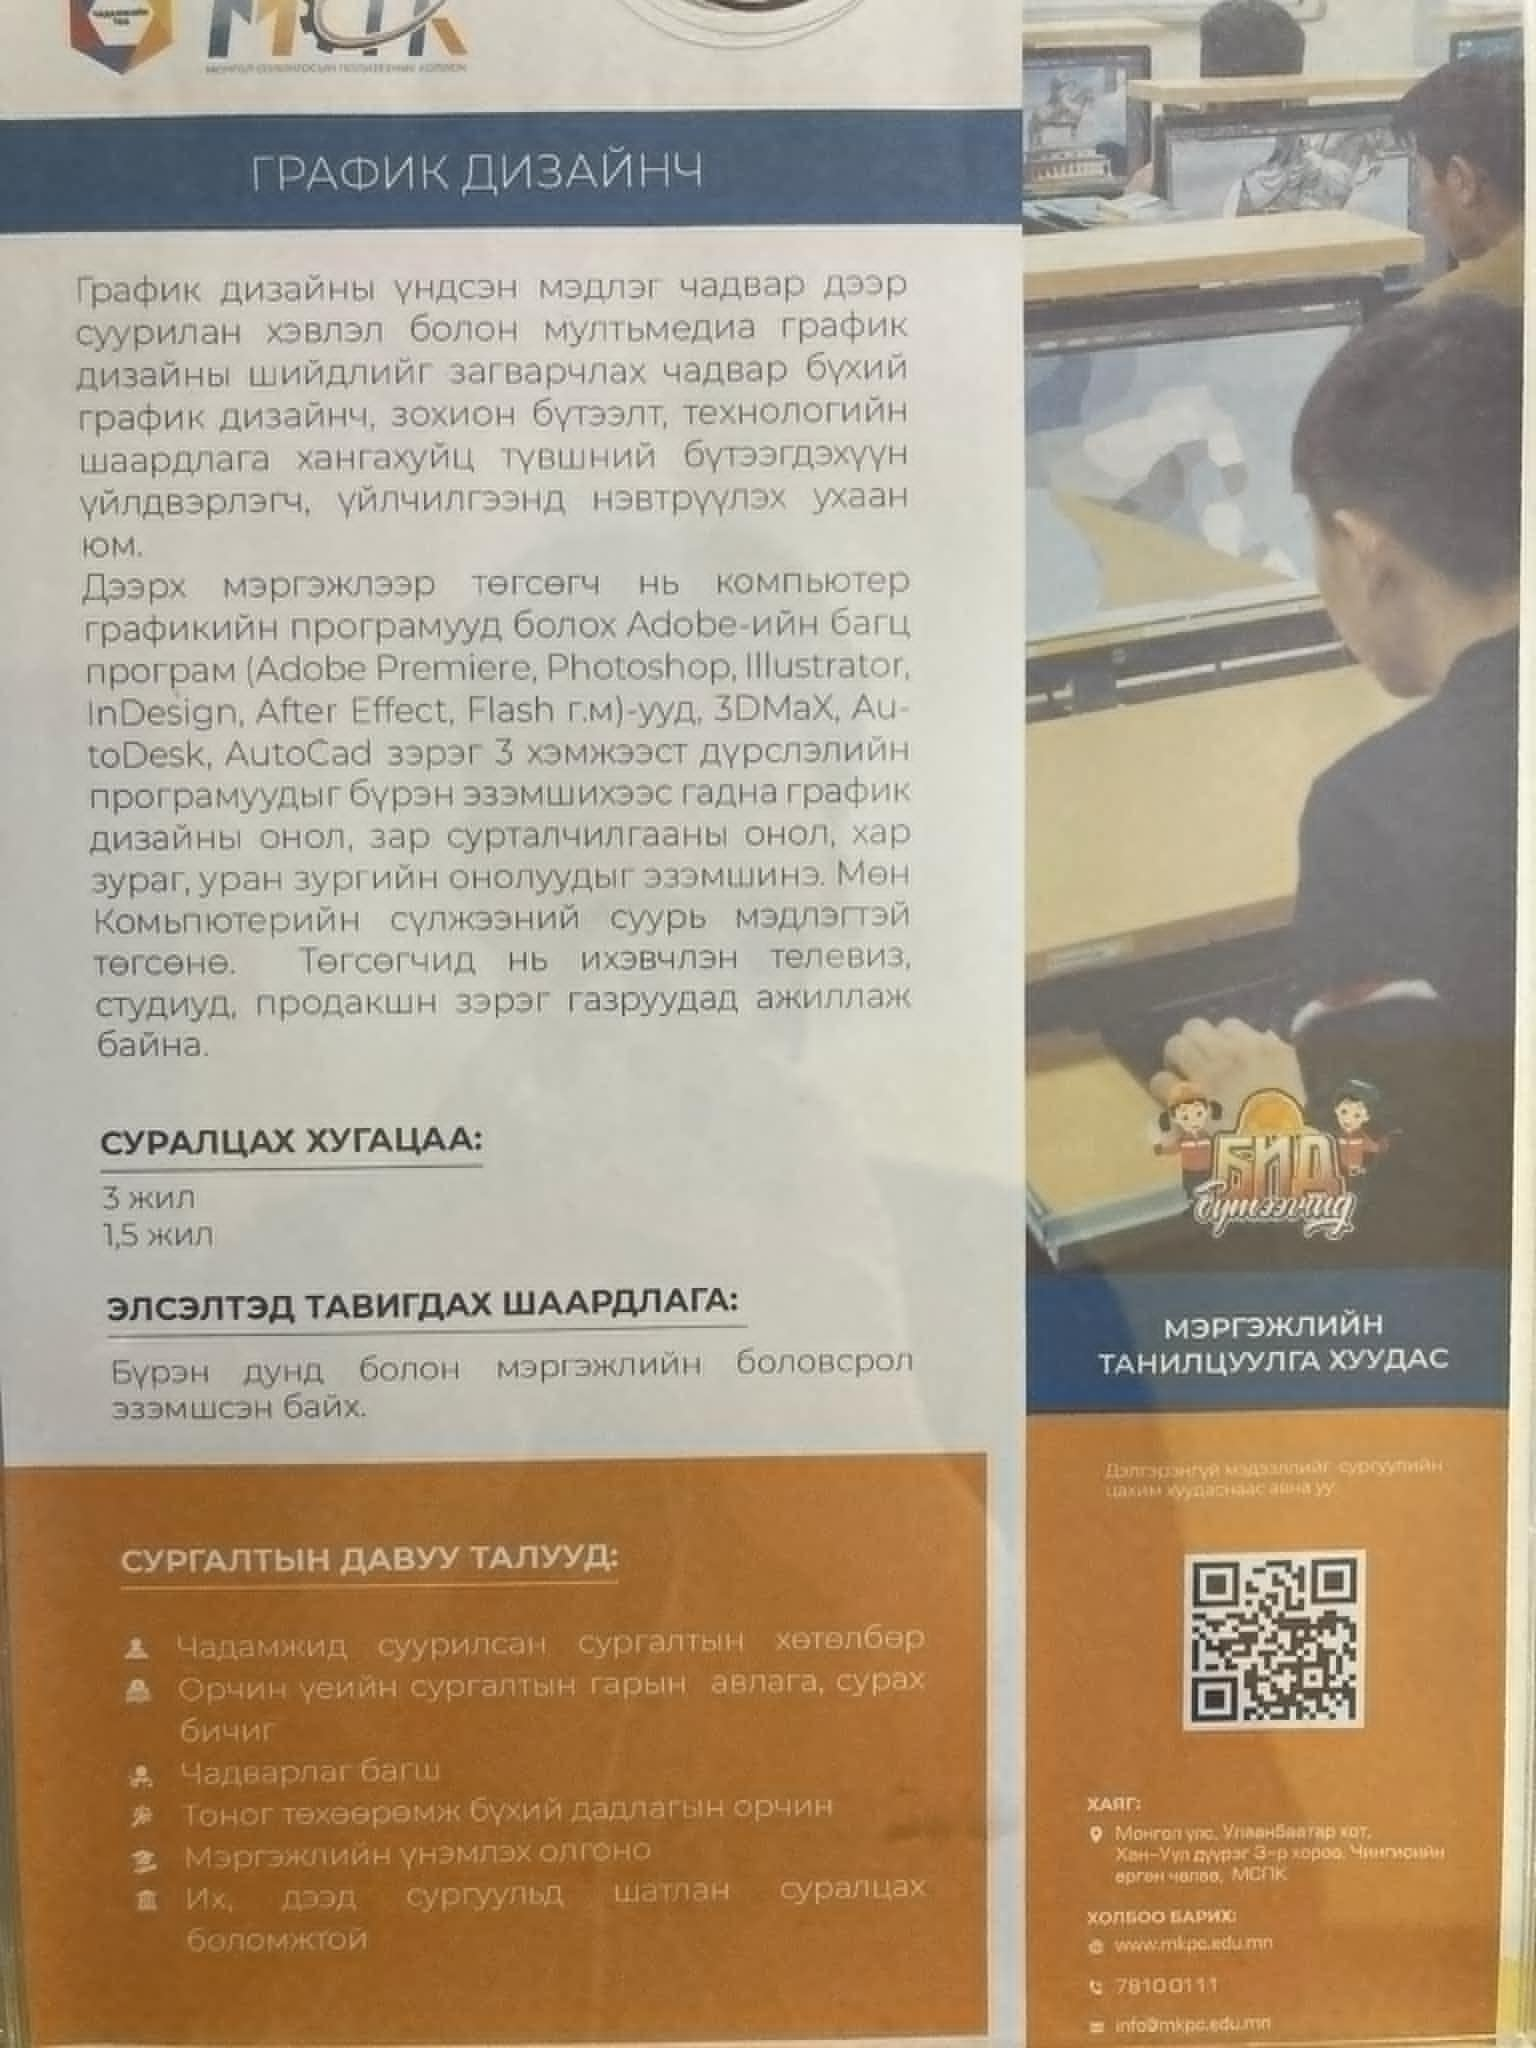 ЧАДАМЖИЙН
ТӨВ
МСПК
МОНГОЛ СОЛОНГОСЫН ПОЛИТЕХНИК КОЛЛЕЖ
ГРАФИК ДИЗАЙНЧ
График дизайны үндсэн мэдлэг чадвар дээр
суурилан хэвлэл болон мултьмедиа график
дизайны шийдлийг загварчлах чадвар бүхий
график дизайнч, зохион бүтээлт, технологийн
шаардлага хангахуйц түвшний бүтээгдэхүүн
үйлдвэрлэгч, үйлчилгээнд нэвтрүүлэх ухаан
юм.
Дээрх мэргэжлээр төгсөгч нь компьютер
графикийн програмууд болох Adobe-ийн багц
програм (Adobe Premiere, Photoshop, Illustrator,
InDesign, After Effect, Flash г.м)-ууд, 3DMaX, Au-
toDesk, AutoCad зэрэг 3 хэмжээст дүрслэлийн
програмуудыг бүрэн эзэмшихээс гадна график
дизайны онол, зар сурталчилгааны онол, хар
зураг, уран зургийн онолуудыг эзэмшинэ. Мөн
Комьпютерийн сүлжээний суурь мэдлэгтэй
төгсөнө. Төгсөгчид нь ихэвчлэн телевиз,
студиуд, продакшн зэрэг газруудад ажиллаж
байна.
СУРАЛЦАХ ХУГАЦАА:
3 жил
1,5 жил
ЭЛСЭЛТЭД ТАВИГДАХ ШААРДЛАГА:
Бүрэн дунд болон мэргэжлийн боловсрол
эзэмшсэн байх.
СУРГАЛТЫН ДАВУУ ТАЛУУД:
Чадамжид суурилсан сургалтын хөтөлбөр
Орчин үеийн сургалтын гарын авлага, сурах
бичиг
Чадварлаг багш
Тоног төхөөрөмж бүхий дадлагын орчин
Мэргэжлийн үнэмлэх олгоно
Их, дээд сургуульд шатлан суралцах
боломжтой
БИД
бүтээгчид
МЭРГЭЖЛИЙН
ТАНИЛЦУУЛГА ХУУДАС
Дэлгэрэнгүй мэдээллийг сургуулийн
цахим хуудаснаас авна уу.
ХАЯГ:
Монгол улс, Улаанбаатар хот,
Хан-Уул дүүрэг 3-р хороо, Чингисийн
өргөн чөлөө, МСПК
ХОЛБОО БАРИХ:
www.mkpc.edu.mn
78100111
info@mkpc.edu.mn